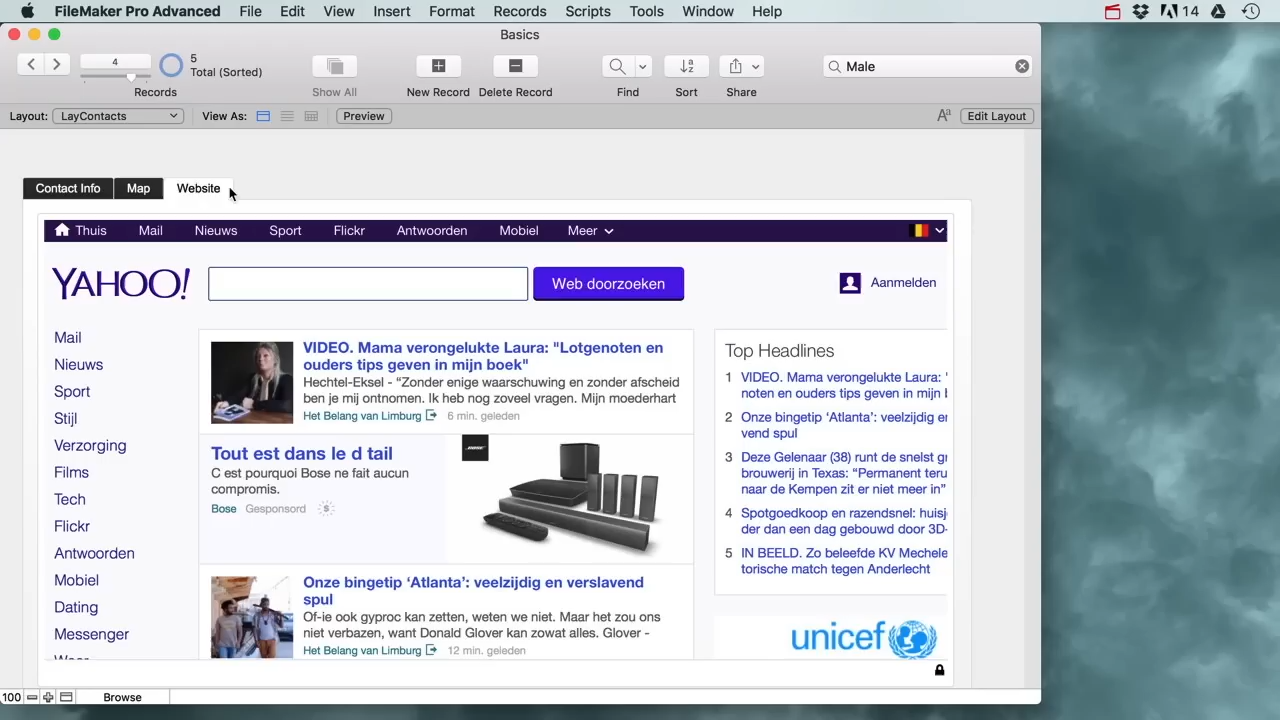 FileMaker Pro Advanced File Edit View Insert Format Records Scripts Tools Window Help 14
Basics
4
5
Total (Sorted)
Records
Show All
New Record
Delete Record
Find
Sort
Share
Male
Layout: LayContacts View As: Preview Aa Edit Layout
Contact Info Map Website
Thuis Mail Nieuws Sport Flickr Antwoorden Mobiel Meer
YAHOO! Web doorzoeken Aanmelden
Mail
Nieuws
Sport
Stijl
Verzorging
Films
Tech
Flickr
Antwoorden
Mobiel
Dating
Messenger
VIDEO. Mama verongelukte Laura: "Lotgenoten en
ouders tips geven in mijn boek"
Hechtel-Eksel - “Zonder enige waarschuwing en zonder afscheid
ben je mij ontnomen. Ik heb nog zoveel vragen. Mijn moederhart
Het Belang van Limburg 6 min. geleden
Tout est dans le d tail
C est pourquoi Bose ne fait aucun
compromis.
Bose Gesponsord
BOSE
Onze bingetip ‘Atlanta’: veelzijdig en verslavend
spul
Of-ie ook gyproc kan zetten, weten we niet. Maar het zou ons
niet verbazen, want Donald Glover kan zowat alles. Glover -
Het Belang van Limburg 12 min. geleden
Top Headlines
1 VIDEO. Mama verongelukte Laura: '
noten en ouders tips geven in mijn b
2 Onze bingetip ‘Atlanta’: veelzijdig er
vend spul
3 Deze Gelenaar (38) runt de snelst gr
brouwerij in Texas: “Permanent teru
naar de Kempen zit er niet meer in”
4 Spotgoedkoop en razendsnel: huisj
der dan een dag gebouwd door 3D-
5 IN BEELD. Zo beleefde KV Mechele
torische match tegen Anderlecht
unicef
100 Browse